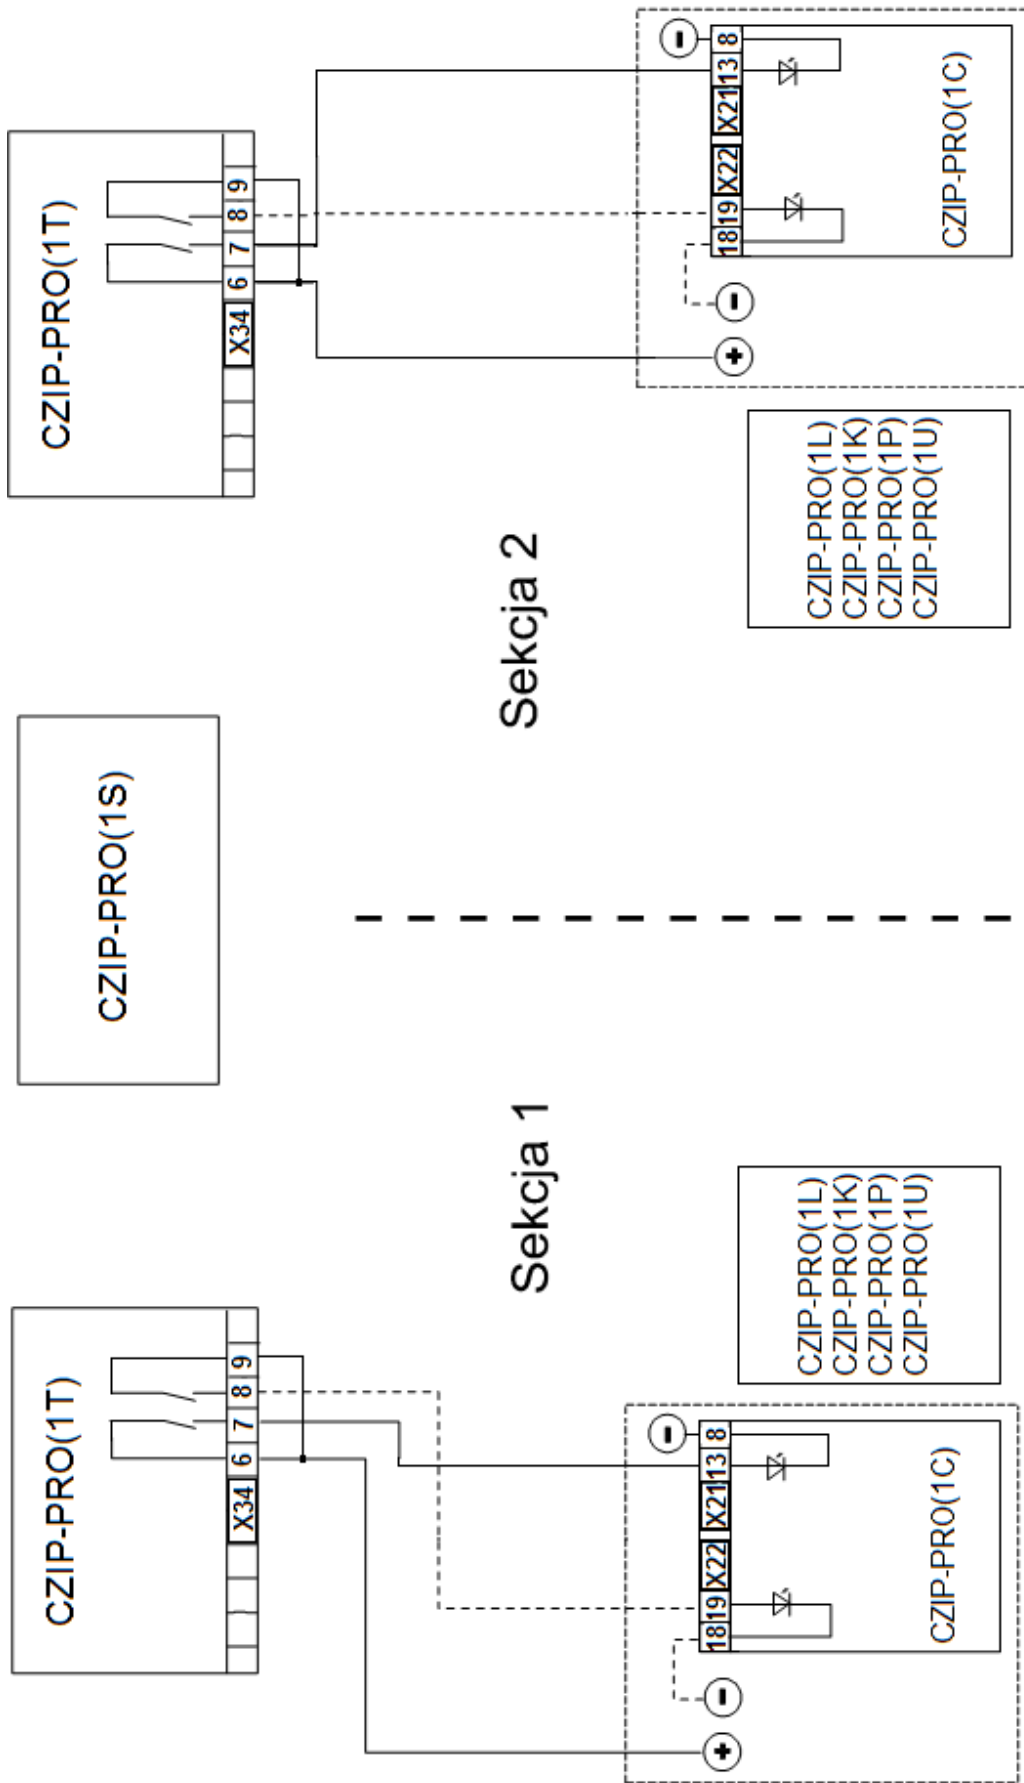 CZIP-PRO(1T)
X34 6 7 8 9
CZIP-PRO(1S)
CZIP-PRO(1T)
X34 6 7 8 9
Sekcja 1
Sekcja 2
+
-
18 19 X22 X21 13 8
-
CZIP-PRO(1C)
CZIP-PRO(1L)
CZIP-PRO(1K)
CZIP-PRO(1P)
CZIP-PRO(1U)
CZIP-PRO(1L)
CZIP-PRO(1K)
CZIP-PRO(1P)
CZIP-PRO(1U)
+
-
18 19 X22 X21 13 8
-
CZIP-PRO(1C)